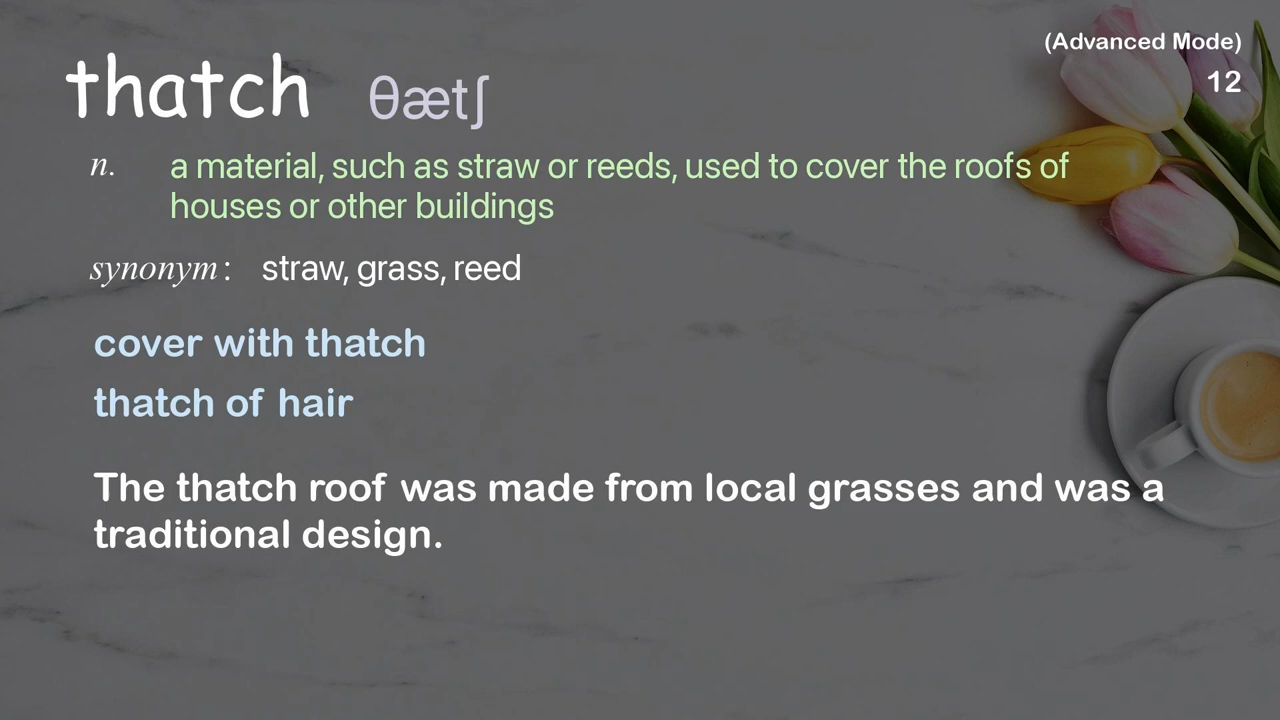 (Advanced Mode)
12
thatch θætʃ
n. a material, such as straw or reeds, used to cover the roofs of
houses or other buildings
synonym: straw, grass, reed
cover with thatch
thatch of hair
The thatch roof was made from local grasses and was a
traditional design.